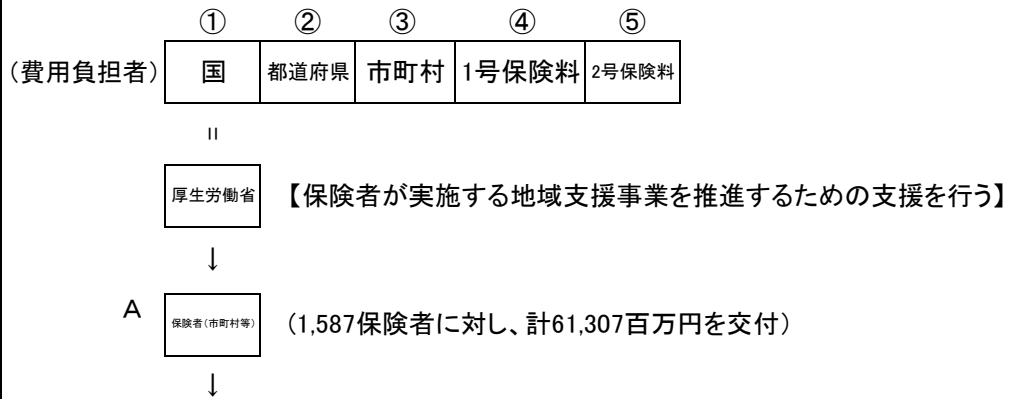 ① ② ③ ④ ⑤
(費用負担者) 国 都道府県 市町村 1号保険料 2号保険料
＝
厚生労働省 【保険者が実施する地域支援事業を推進するための支援を行う】
↓
A 保険者(市町村等) (1,587保険者に対し、計61,307百万円を交付)
↓